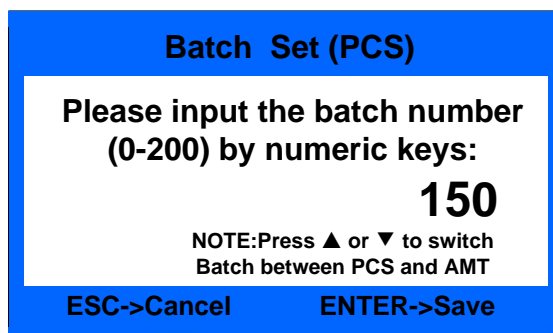 Batch Set (PCS)
Please input the batch number
(0-200) by numeric keys:
150
NOTE:Press ▲ or ▼ to switch
Batch between PCS and AMT
ESC->Cancel ENTER->Save